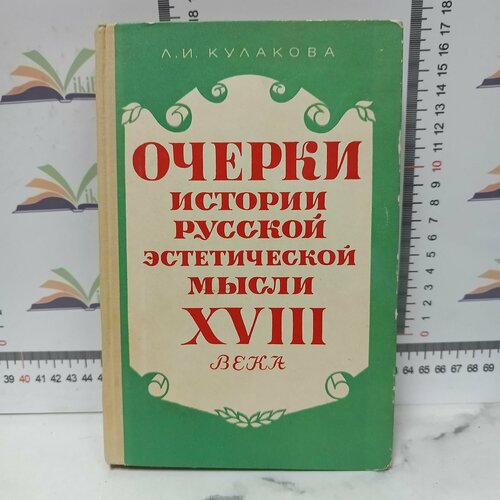 Л.И. КУЛАКОВА
ОЧЕРКИ
ИСТОРИИ
РУССКОЙ
ЭСТЕТИЧЕСКОЙ
МЫСЛИ
XVIII
ВЕКА